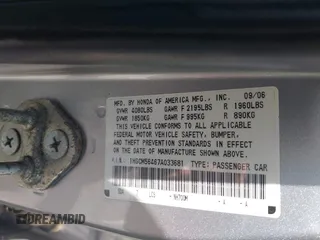 MFD. BY HONDA OF AMERICA MFG., INC. 09/06
GVWR 4080LBS GAWR F 2195LBS R 1960LBS
GVWR 1850KG GAWR F 995KG R 890KG
THIS VEHICLE CONFORMS TO ALL APPLICABLE
FEDERAL MOTOR VEHICLE SAFETY, BUMPER,
AND THEFT PREVENTION STANDARDS IN EFFECT
ON THE DATE OF MANUFACTURE SHOWN ABOVE.
TYPE: PASSENGER CAR
© DREAMBID